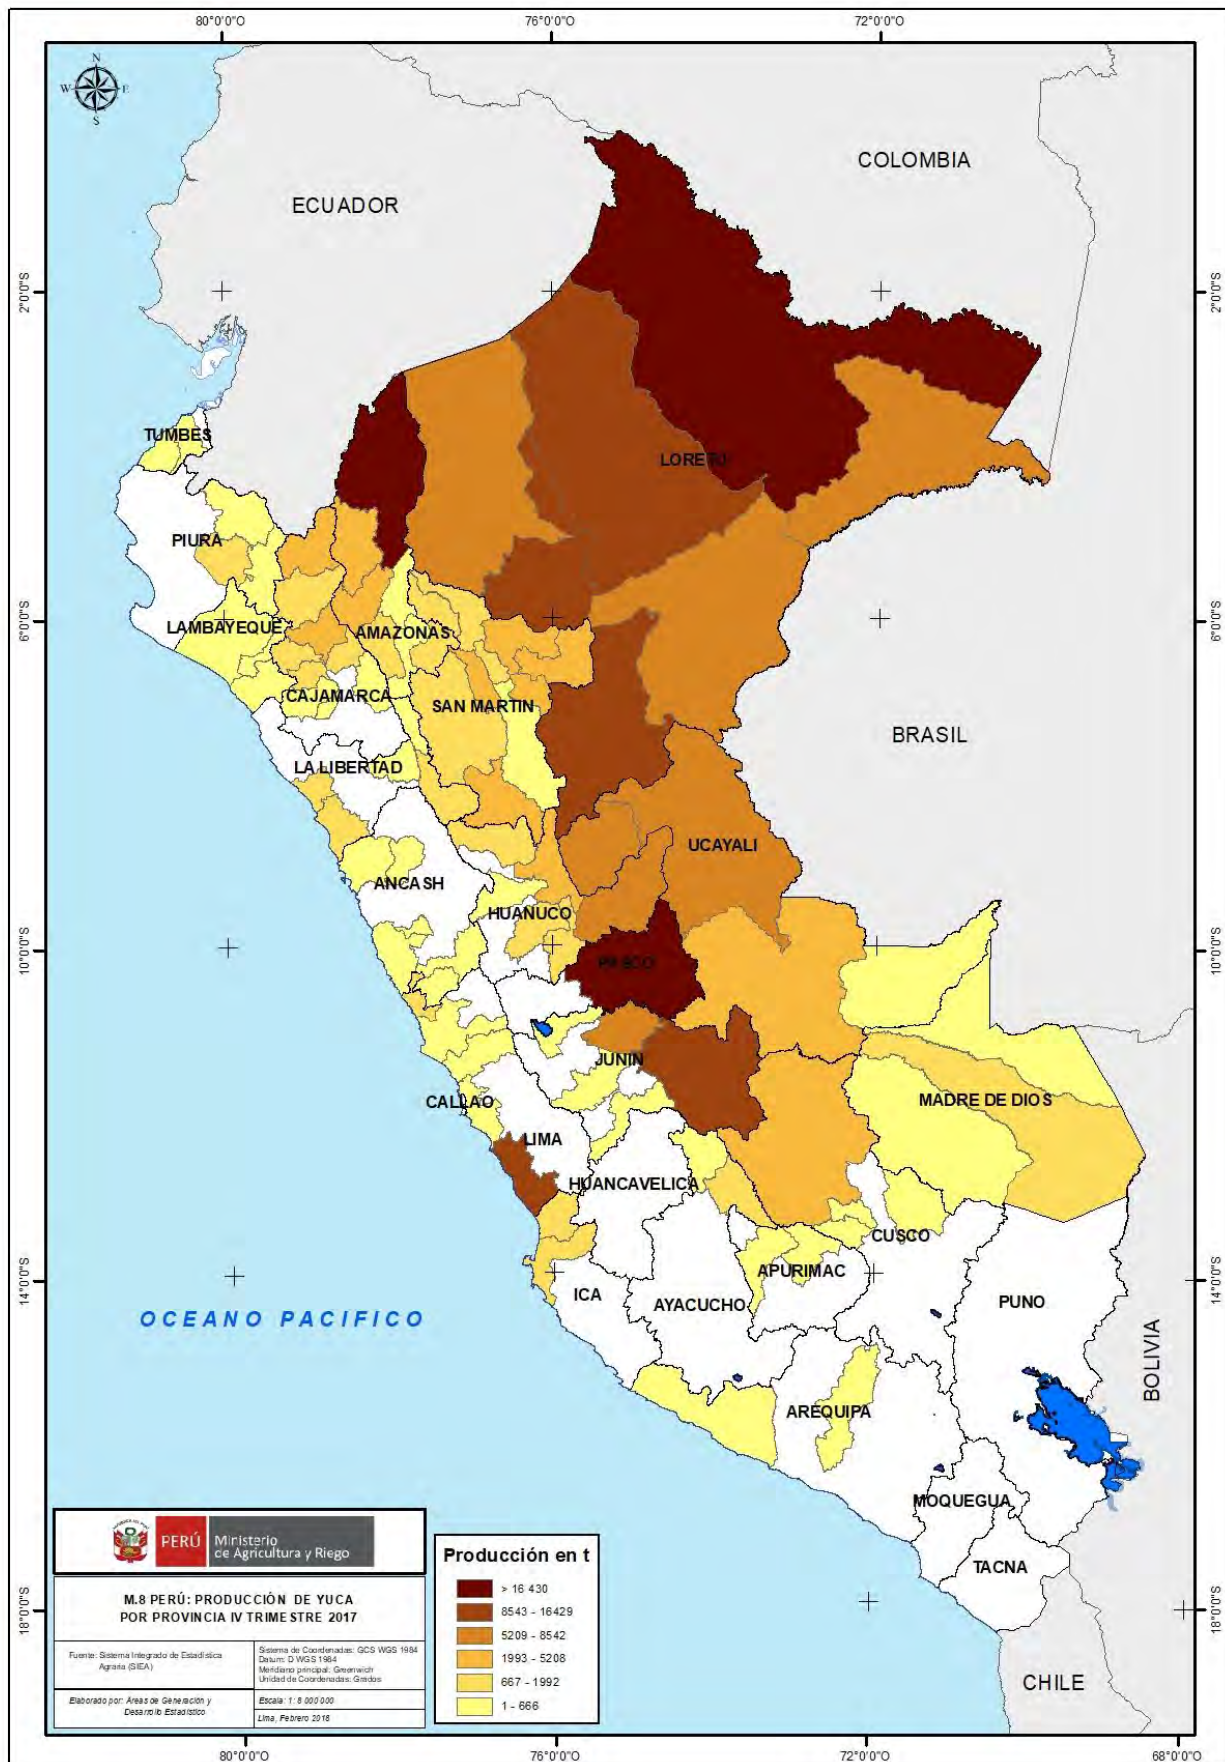 80°0'0"O 76°0'0"O 72°0'0"O
N
W E
S
COLOMBIA
ECUADOR
2°0'0"S 2°0'0"S
TUMBES
LORETO
PIURA
6°0'0"S 6°0'0"S
LAMBAYEQUE
AMAZONAS
CAJAMARCA
SAN MARTIN
BRASIL
LA LIBERTAD
UCAYALI
ANCASH
HUANUCO
10°0'0"S 10°0'0"S
PASCO
JUNIN
CALLAO
MADRE DE DIOS
LIMA
HUANCAVELICA
CUSCO
APURIMAC
14°0'0"S 14°0'0"S
ICA
AYACUCHO
PUNO
OCEANO PACIFICO
BOLIVIA
AREQUIPA
MOQUEGUA
TACNA
CHILE
18°0'0"S 18°0'0"S
PERÚ
Ministerio
de Agricultura y Riego
M.8 PERÚ: PRODUCCIÓN DE YUCA
POR PROVINCIA IV TRIMESTRE 2017
Fuente: Sistema Integrado de Estadística
Agraria (SIEA)
Sistema de Coordenadas: GCS WGS 1984
Datum: D WGS 1984
Meridiano principal: Greenwich
Unidad de Coordenadas: Grados
Elaborado por: Áreas de Generación y
Desarrollo Estadístico
Escala: 1: 8 000 000
Lima, Febrero 2018
Producción en t
> 16 430
8543 - 16429
5209 - 8542
1993 - 5208
667 - 1992
1 - 666
80°0'0"O 76°0'0"O 72°0'0"O 68°0'0"O